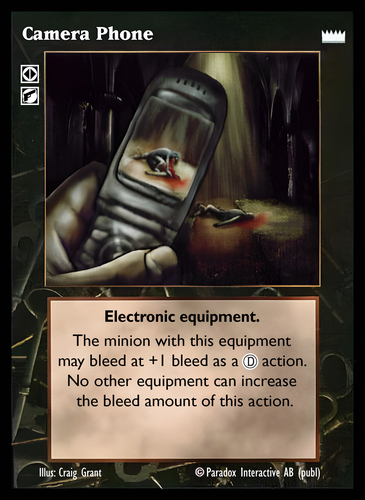 Camera Phone
Electronic equipment.
The minion with this equipment
may bleed at +1 bleed as a Ⓓ action.
No other equipment can increase
the bleed amount of this action.
Illus: Craig Grant © Paradox Interactive AB (publ)